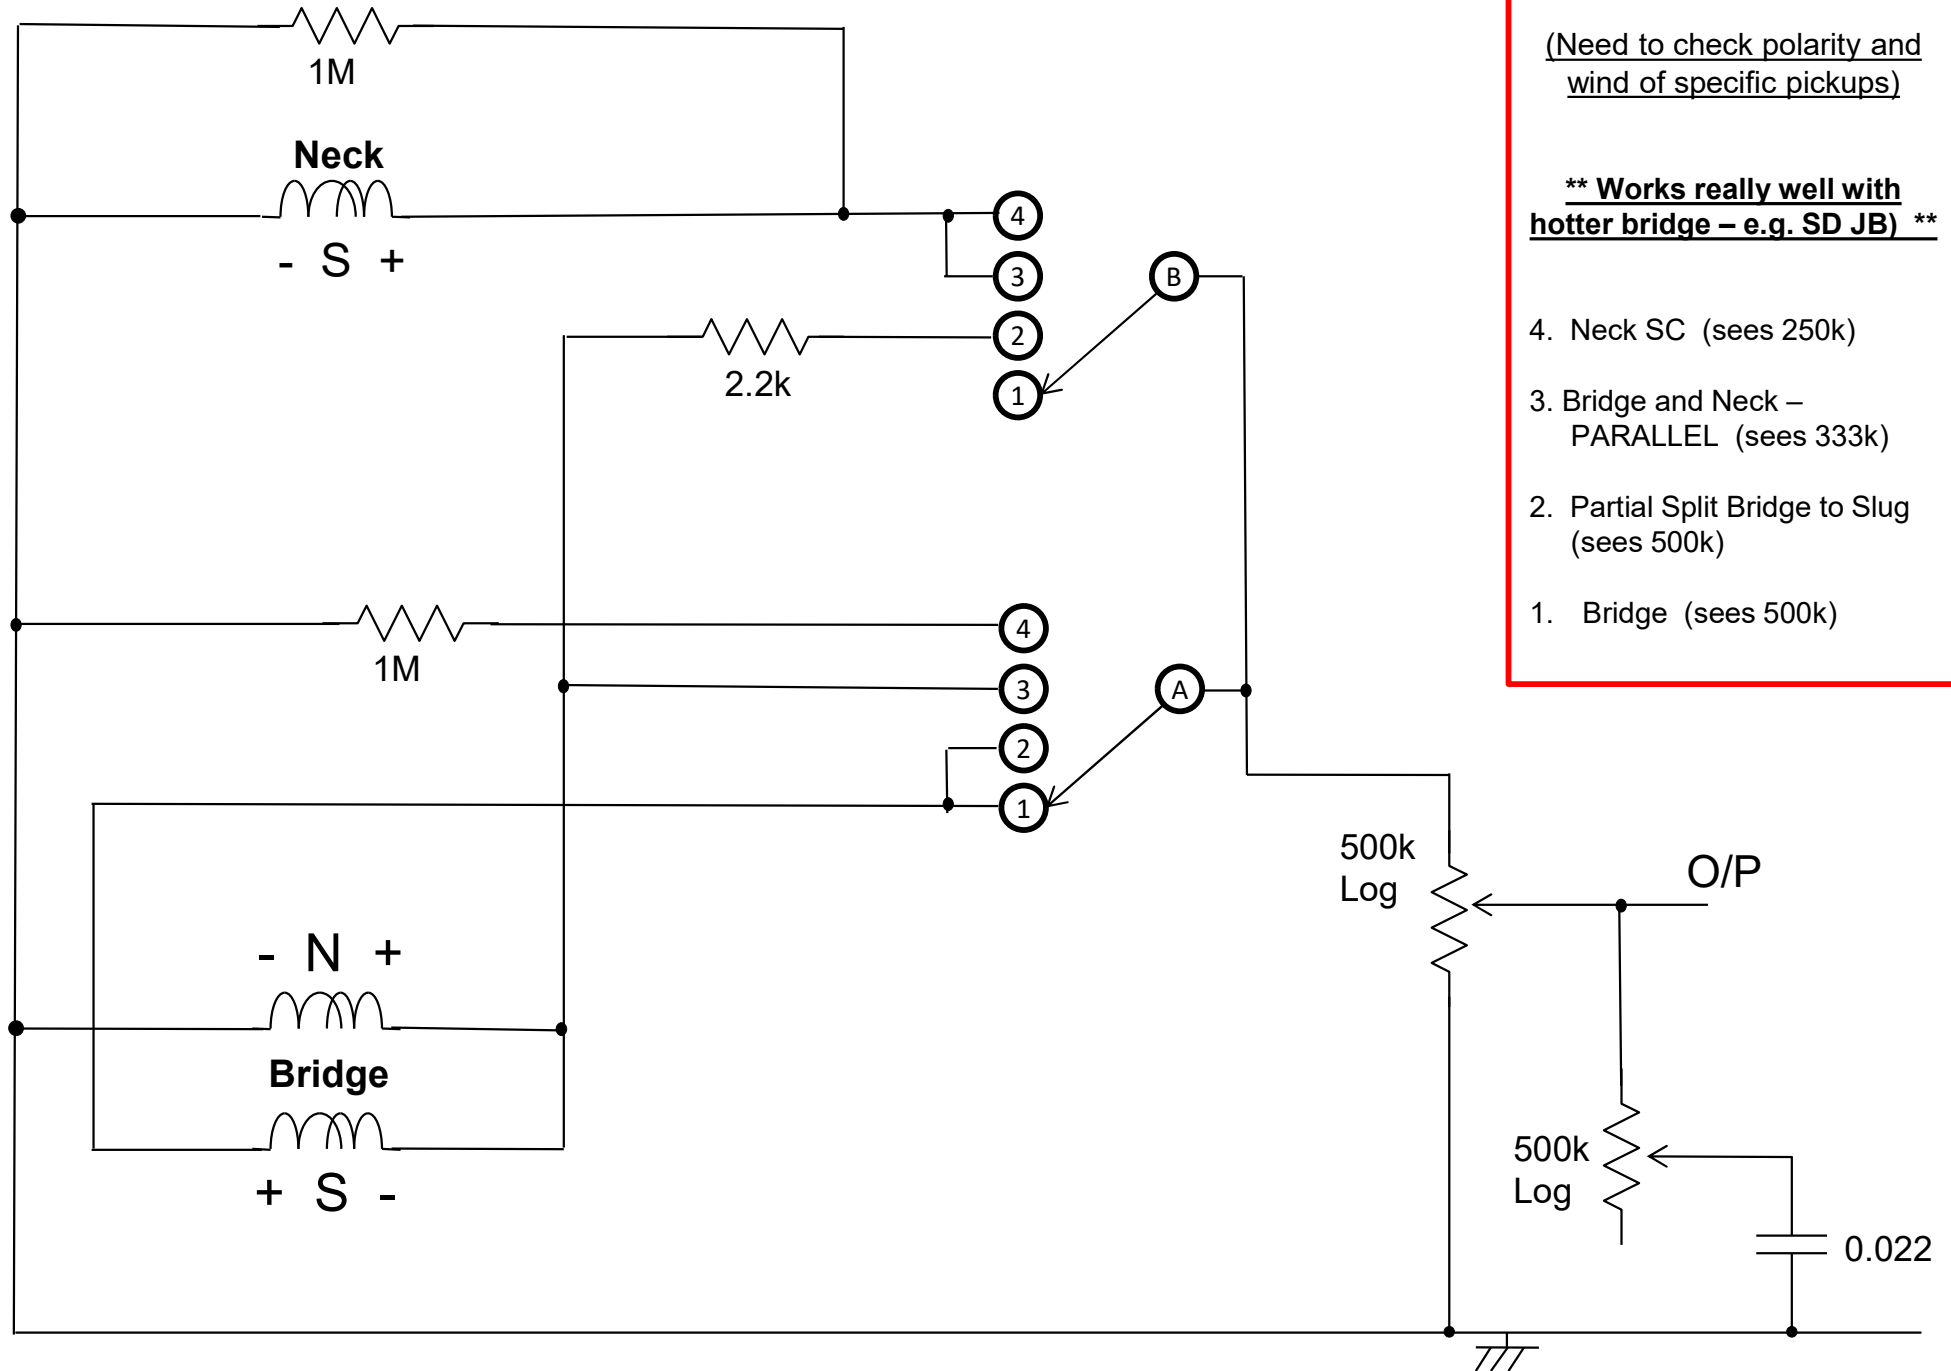 1M
Neck
- S +
4
3
2
1
B
2.2k
1M
4
3
2
1
A
- N +
Bridge
+ S -
500k
Log
O/P
500k
Log
0.022
(Need to check polarity and
wind of specific pickups)
** Works really well with
hotter bridge – e.g. SD JB) **
4. Neck SC (sees 250k)
3. Bridge and Neck –
PARALLEL (sees 333k)
2. Partial Split Bridge to Slug
(sees 500k)
1. Bridge (sees 500k)